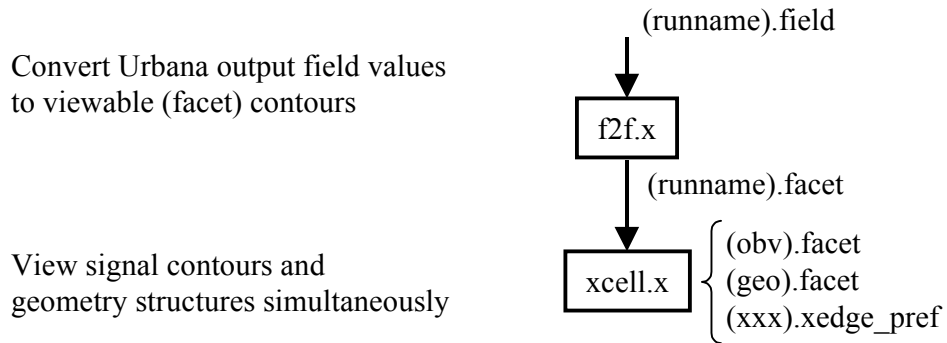 (runname).field
Convert Urbana output field values
to viewable (facet) contours
f2f.x
(runname).facet
View signal contours and
geometry structures simultaneously
xcell.x
(obv).facet
(geo).facet
(xxx).xedge_pref